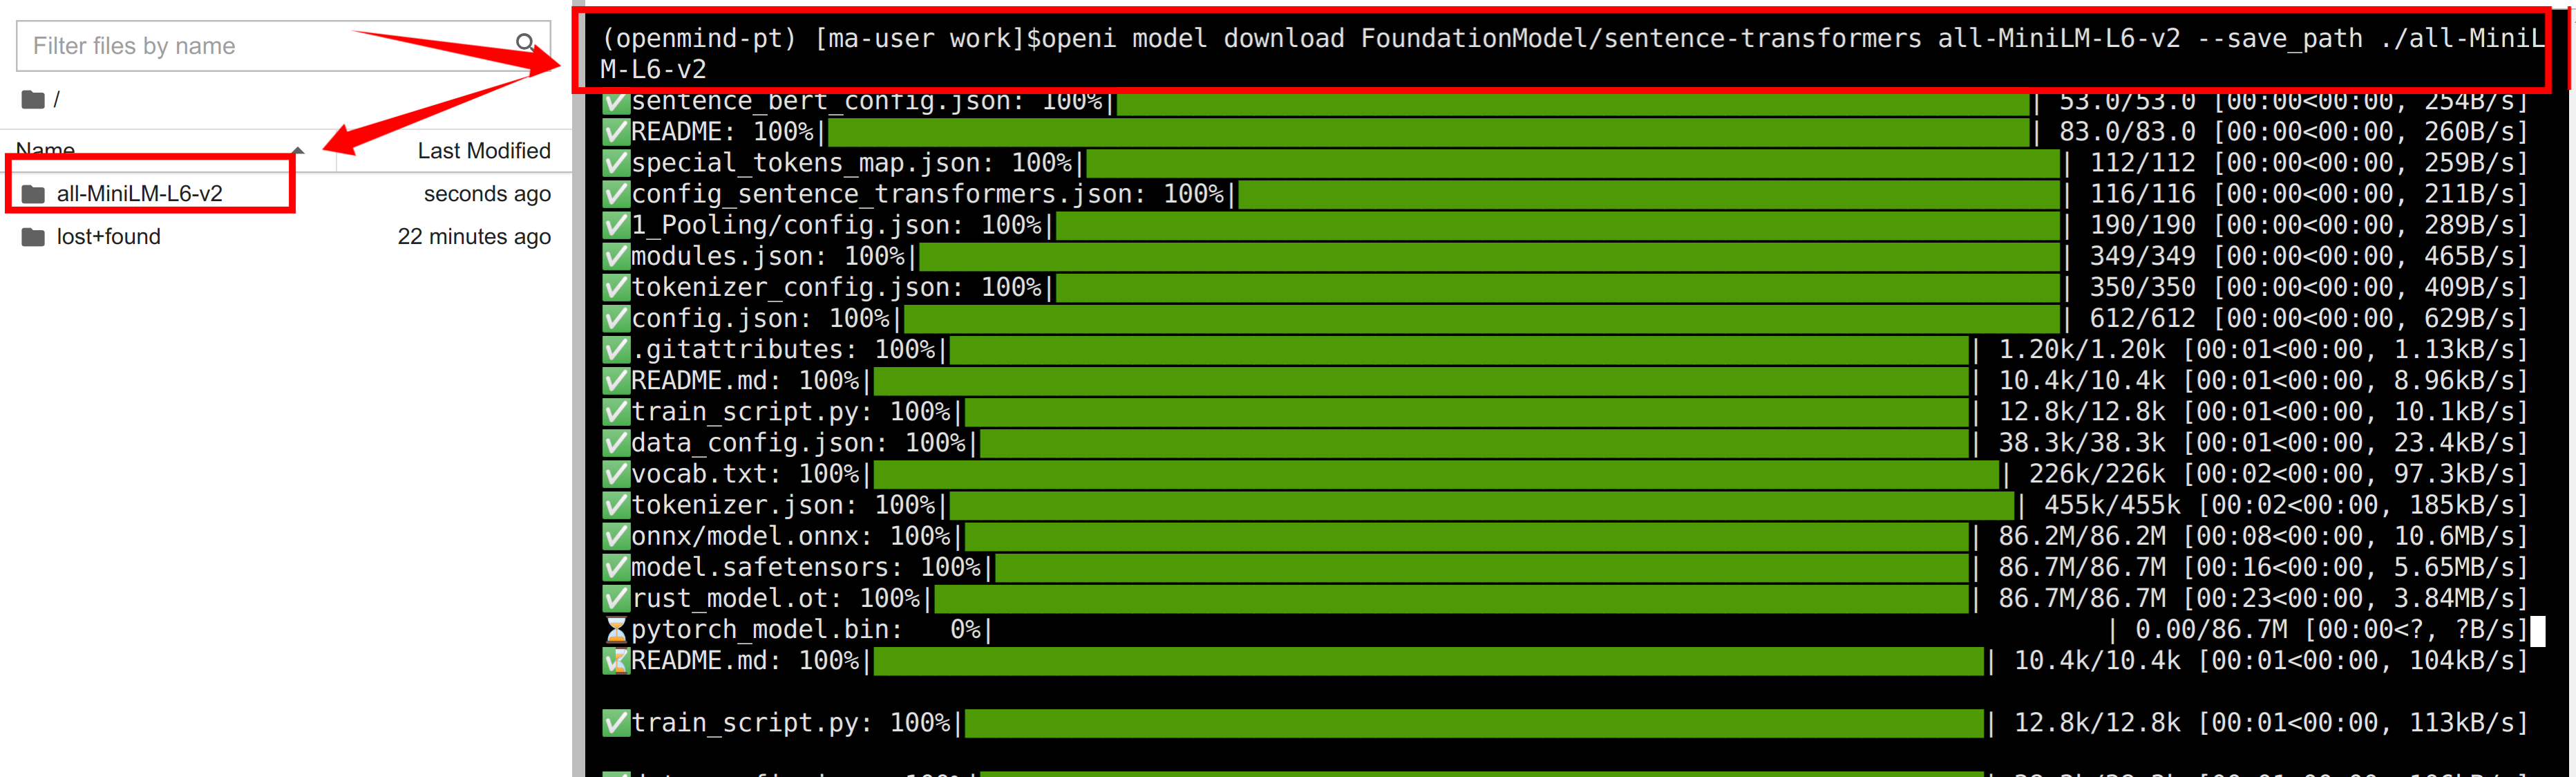 Filter files by name
/
Name Last Modified
all-MiniLM-L6-v2 seconds ago
lost+found 22 minutes ago
(openmind-pt) [ma-user work]$openi model download FoundationModel/sentence-transformers all-MiniLM-L6-v2 --save_path ./all-MiniL
M-L6-v2
✅sentence_bert_config.json: 100%| | 53.0/53.0 [00:00<00:00, 254B/s]
✅README: 100%| | 83.0/83.0 [00:00<00:00, 260B/s]
✅special_tokens_map.json: 100%| | 112/112 [00:00<00:00, 259B/s]
✅config_sentence_transformers.json: 100%| | 116/116 [00:00<00:00, 211B/s]
✅1_Pooling/config.json: 100%| | 190/190 [00:00<00:00, 289B/s]
✅modules.json: 100%| | 349/349 [00:00<00:00, 465B/s]
✅tokenizer_config.json: 100%| | 350/350 [00:00<00:00, 409B/s]
✅config.json: 100%| | 612/612 [00:00<00:00, 629B/s]
✅.gitattributes: 100%| | 1.20k/1.20k [00:01<00:00, 1.13kB/s]
✅README.md: 100%| | 10.4k/10.4k [00:01<00:00, 8.96kB/s]
✅train_script.py: 100%| | 12.8k/12.8k [00:01<00:00, 10.1kB/s]
✅data_config.json: 100%| | 38.3k/38.3k [00:01<00:00, 23.4kB/s]
✅vocab.txt: 100%| | 226k/226k [00:02<00:00, 97.3kB/s]
✅tokenizer.json: 100%| | 455k/455k [00:02<00:00, 185kB/s]
✅onnx/model.onnx: 100%| | 86.2M/86.2M [00:08<00:00, 10.6MB/s]
✅model.safetensors: 100%| | 86.7M/86.7M [00:16<00:00, 5.65MB/s]
✅rust_model.ot: 100%| | 86.7M/86.7M [00:23<00:00, 3.84MB/s]
⌛pytorch_model.bin: 0%| | 0.00/86.7M [00:00<?, ?B/s]
✅README.md: 100%| | 10.4k/10.4k [00:01<00:00, 104kB/s]
✅train_script.py: 100%| | 12.8k/12.8k [00:01<00:00, 113kB/s]